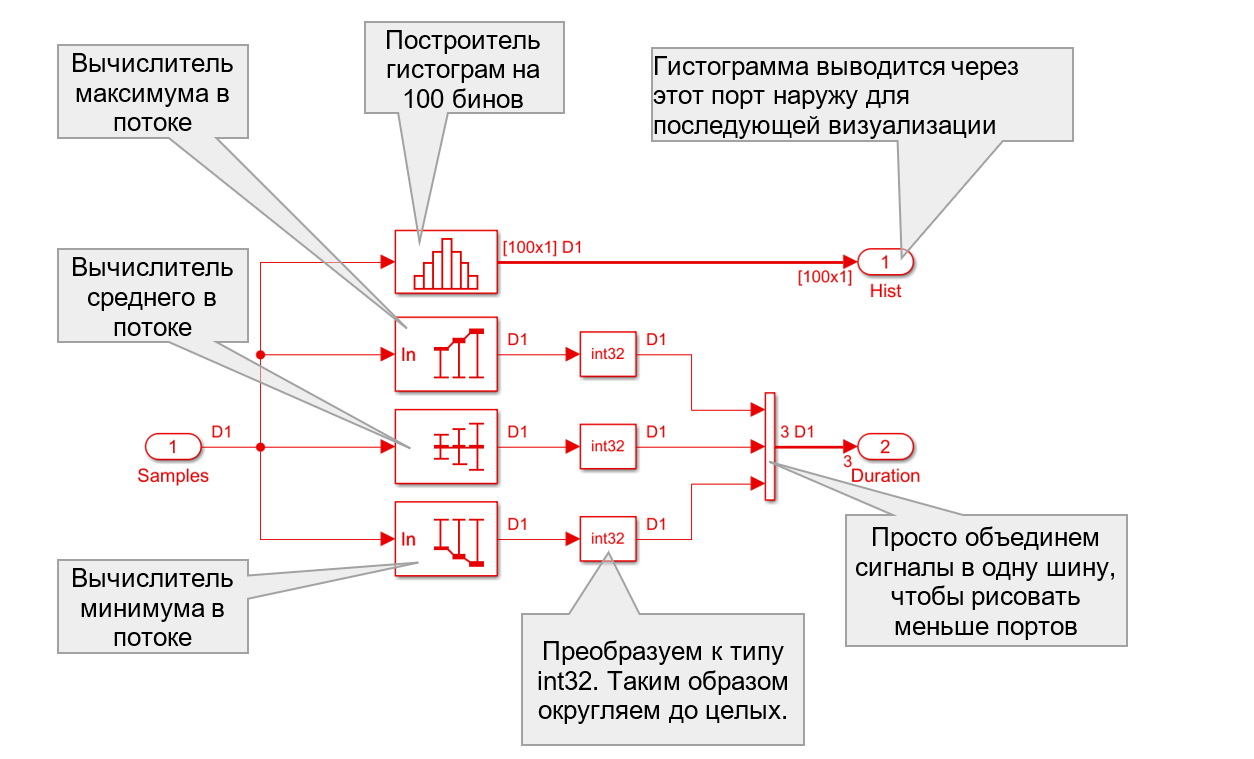 Вычислитель
максимума в
потоке
Построитель
гистограм на
100 бинов
Гистограмма выводится через
этот порт наружу для
последующей визуализации
Вычислитель
среднего в
потоке
[100x1] D1
1
[100x1]
Hist
In
D1
int32
D1
1
D1
Samples
D1
int32
D1
3 D1
2
3
Duration
In
D1
int32
D1
Вычислитель
минимума в
потоке
Преобразуем к типу
int32. Таким образом
округляем до целых.
Просто объединем
сигналы в одну шину,
чтобы рисовать
меньше портов